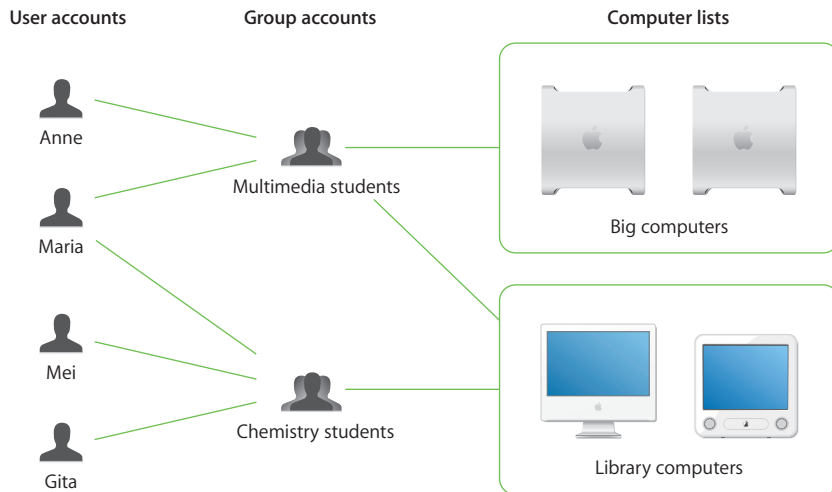 User accounts
Group accounts
Computer lists
Anne
Multimedia students
Big computers
Maria
Mei
Chemistry students
Library computers
Gita